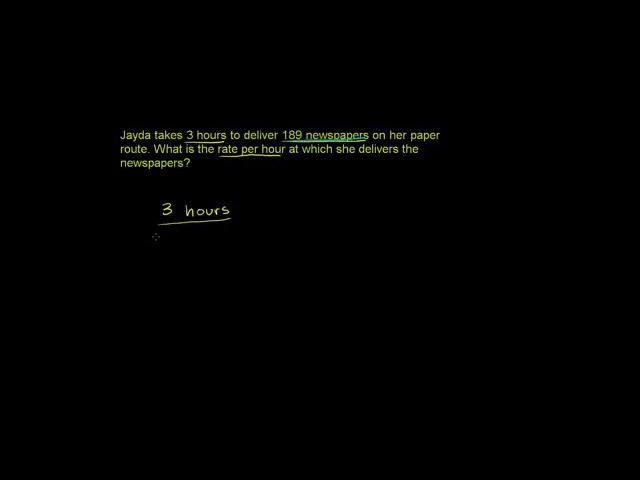 Jayda takes 3 hours to deliver 189 newspapers on her paper
route. What is the rate per hour at which she delivers the
newspapers?
3 hours